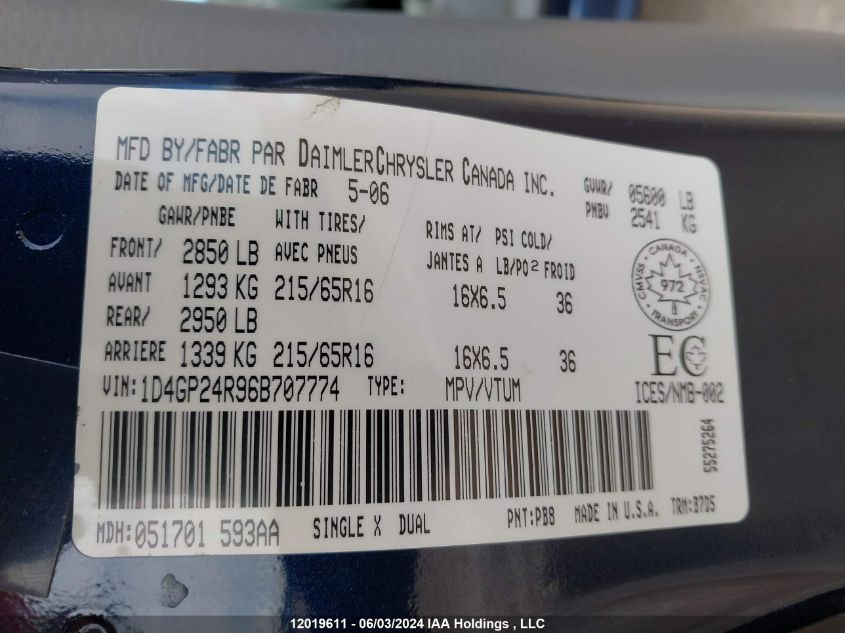 MFD BY/FABR PAR DAIMLERCHRYSLER CANADA INC.
DATE OF MFG/DATE DE FABR 5-06
GVWR/ 05600 LB
PNBV 2541 KG
GAWR/PNBE WITH TIRES/ RIMS AT/ PSI COLD/
FRONT/ 2850 LB AVEC PNEUS JANTES A LB/PO² FROID
AVANT 1293 KG 215/65R16 16X6.5 36
REAR/ 2950 LB
ARRIERE 1339 KG 215/65R16 16X6.5 36
CANADA
CMVSS NSVAC
972
TRANSPORT
EC
ICES/NMB-002
VIN: 1D4GP24R96B707774 TYPE: MPV/VTUM
55275264
MDH: 051701 593AA SINGLE X DUAL PNT: PB8 MADE IN U.S.A. TRM: B7D5
12019611 - 06/03/2024 IAA Holdings , LLC